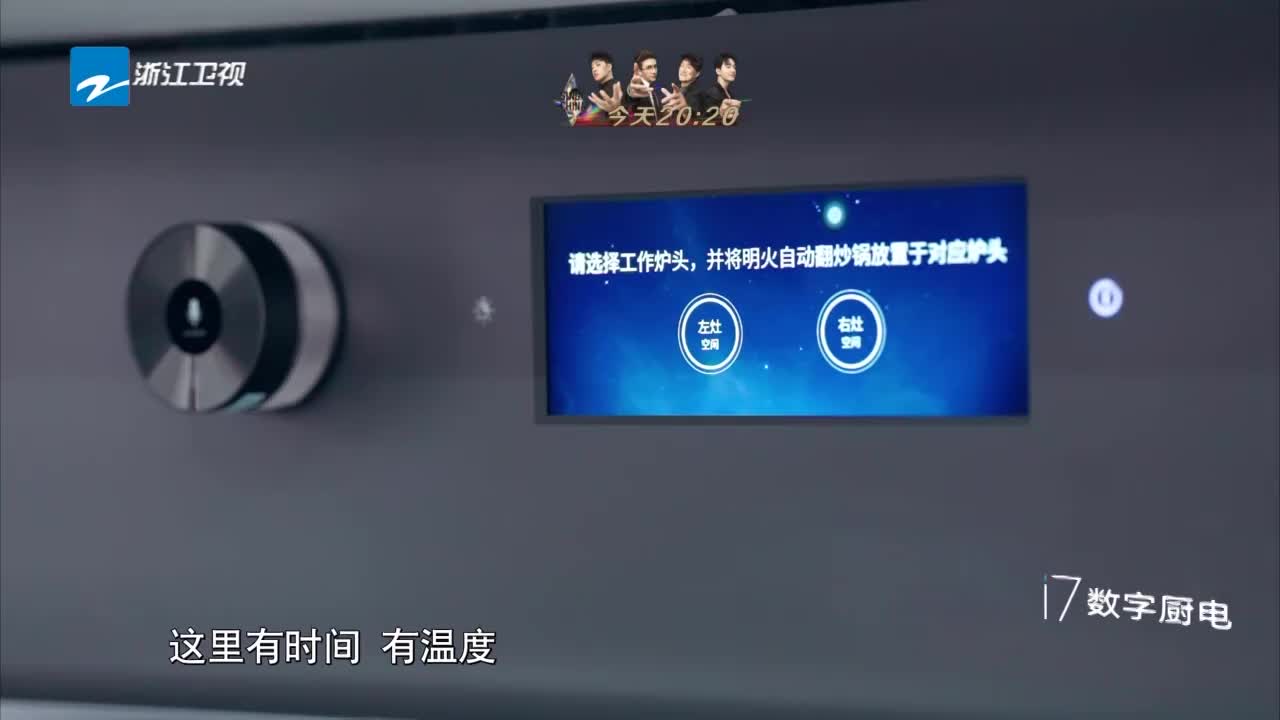 浙江卫视
今天20:20
请选择工作炉头，并将明火自动翻炒锅放置于对应炉头
左灶
空闲
右灶
空闲
i7数字厨电
这里有时间 有温度